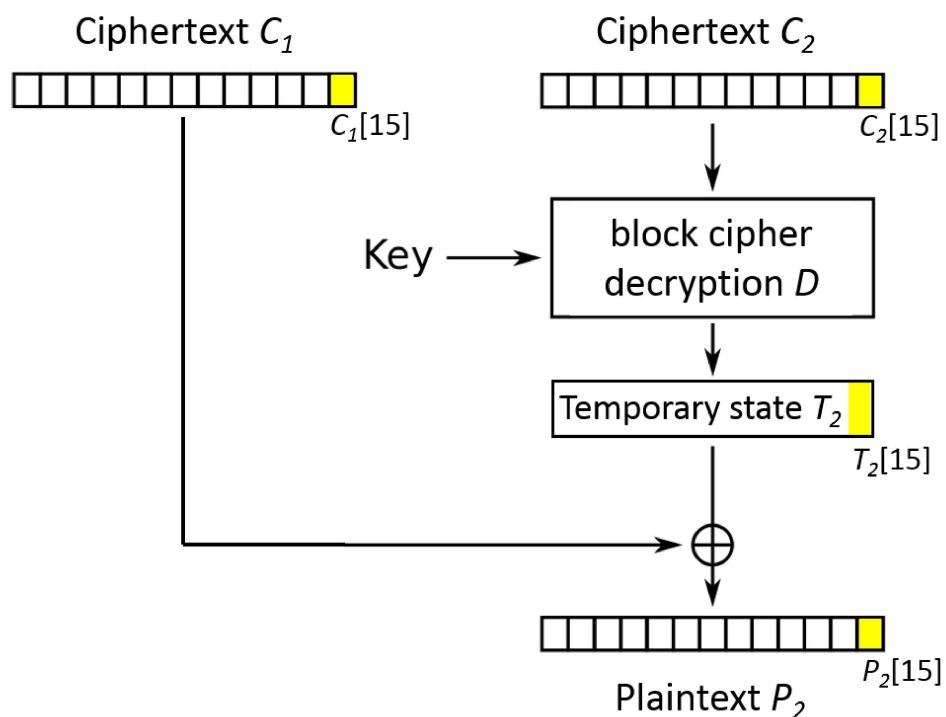 Ciphertext C₁ Ciphertext C₂
C₁[15] C₂[15]
Key
block cipher
decryption D
Temporary state T₂
T₂[15]
P₂[15]
Plaintext P₂